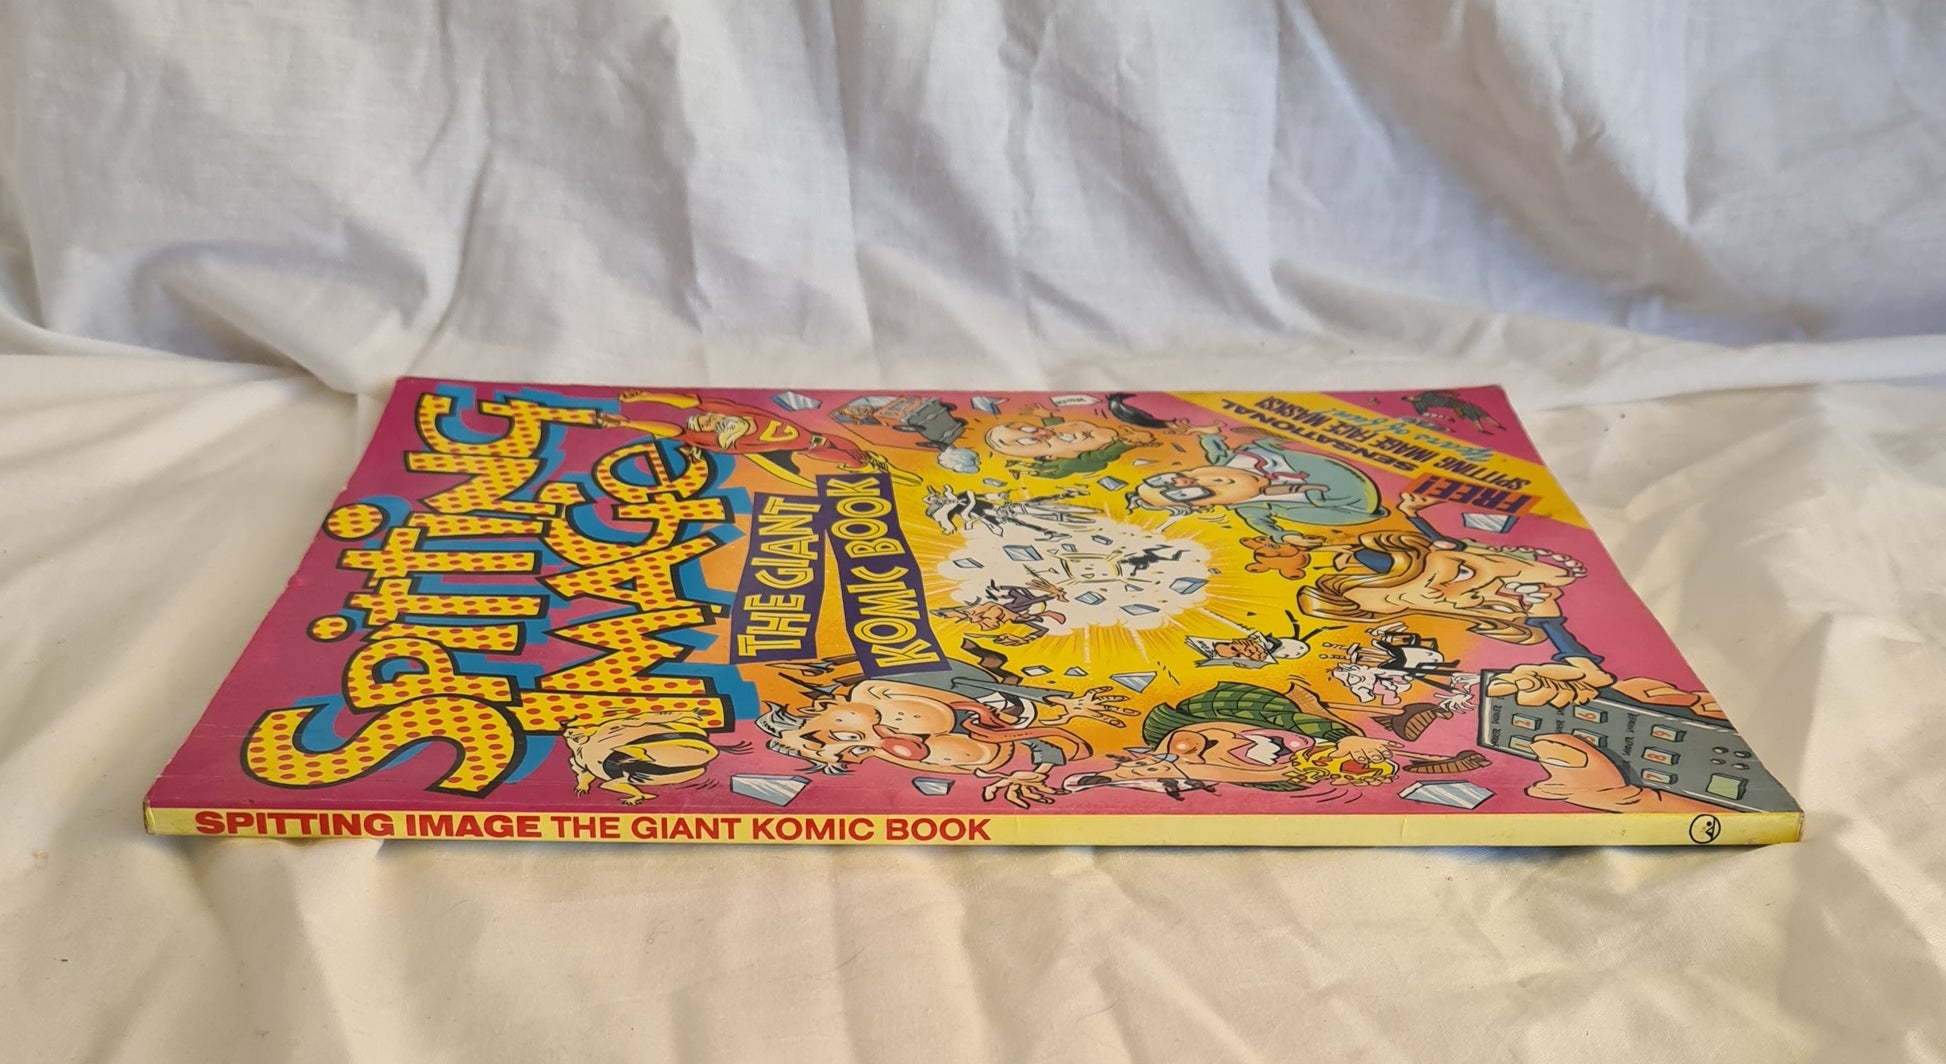 SPITTING
IMAGE
THE GIANT
KOMIC BOOK
FREE!
SENSATIONAL
SPITTING IMAGE FACE MASKS!
SPITTING IMAGE THE GIANT KOMIC BOOK